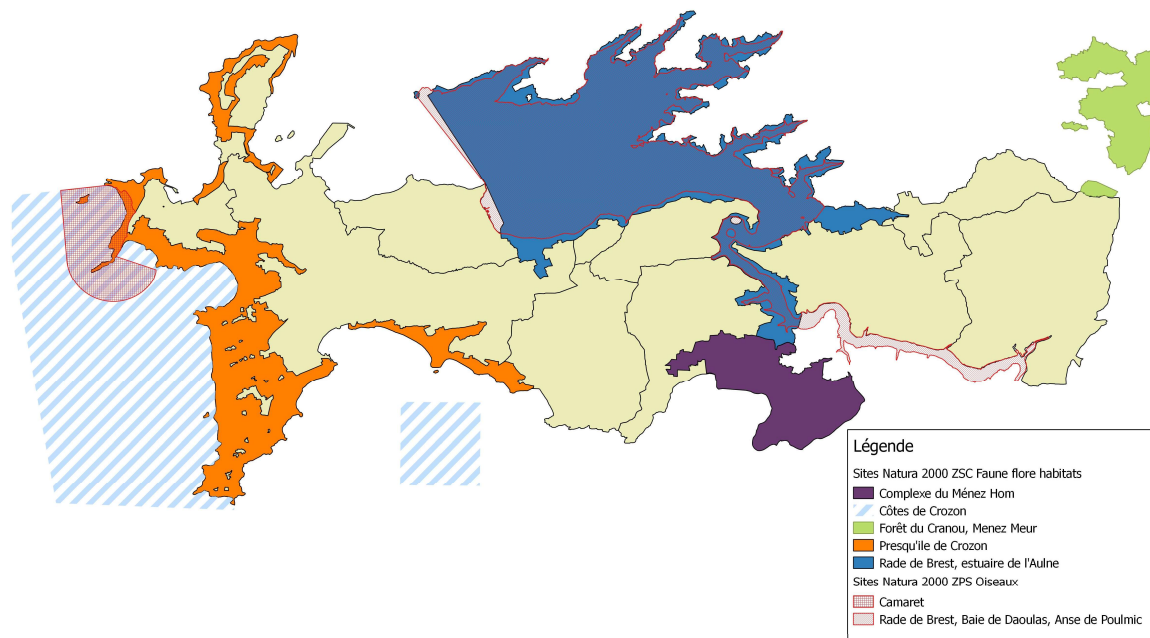 Légende
Sites Natura 2000 ZSC Faune flore habitats
Complexe du Ménez Hom
Côtes de Crozon
Forêt du Cranou, Menez Meur
Presqu'ile de Crozon
Rade de Brest, estuaire de l'Aulne
Sites Natura 2000 ZPS Oiseaux
Camaret
Rade de Brest, Baie de Daoulas, Anse de Poulmic